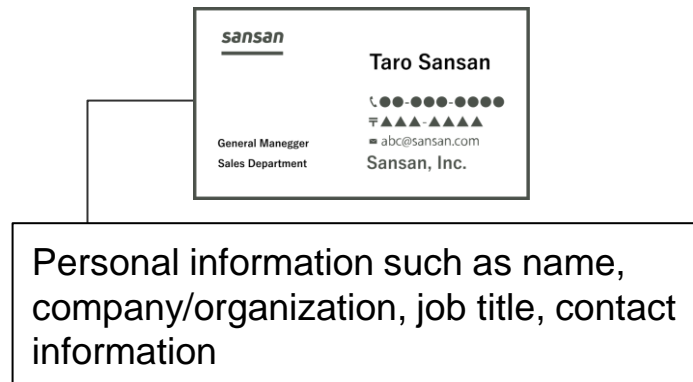 sansan
Taro Sansan
●●-●●●-●●●●
〒▲▲▲-▲▲▲▲
General Manegger
abc@sansan.com
Sales Department
Sansan, Inc.
Personal information such as name,
company/organization, job title, contact
information